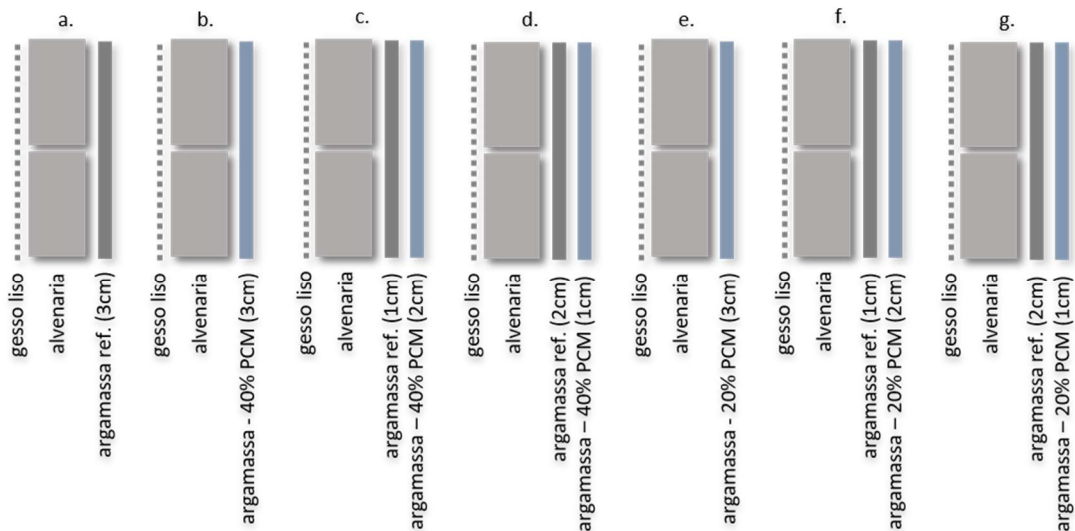 a.
gesso liso
alvenaria
argamassa ref. (3cm)
b.
gesso liso
alvenaria
argamassa - 40% PCM (3cm)
c.
gesso liso
alvenaria
argamassa ref. (1cm)
argamassa – 40% PCM (2cm)
d.
gesso liso
alvenaria
argamassa ref. (2cm)
argamassa – 40% PCM (1cm)
e.
gesso liso
alvenaria
argamassa - 20% PCM (3cm)
f.
gesso liso
alvenaria
argamassa ref. (1cm)
argamassa – 20% PCM (2cm)
g.
gesso liso
alvenaria
argamassa ref. (2cm)
argamassa – 20% PCM (1cm)